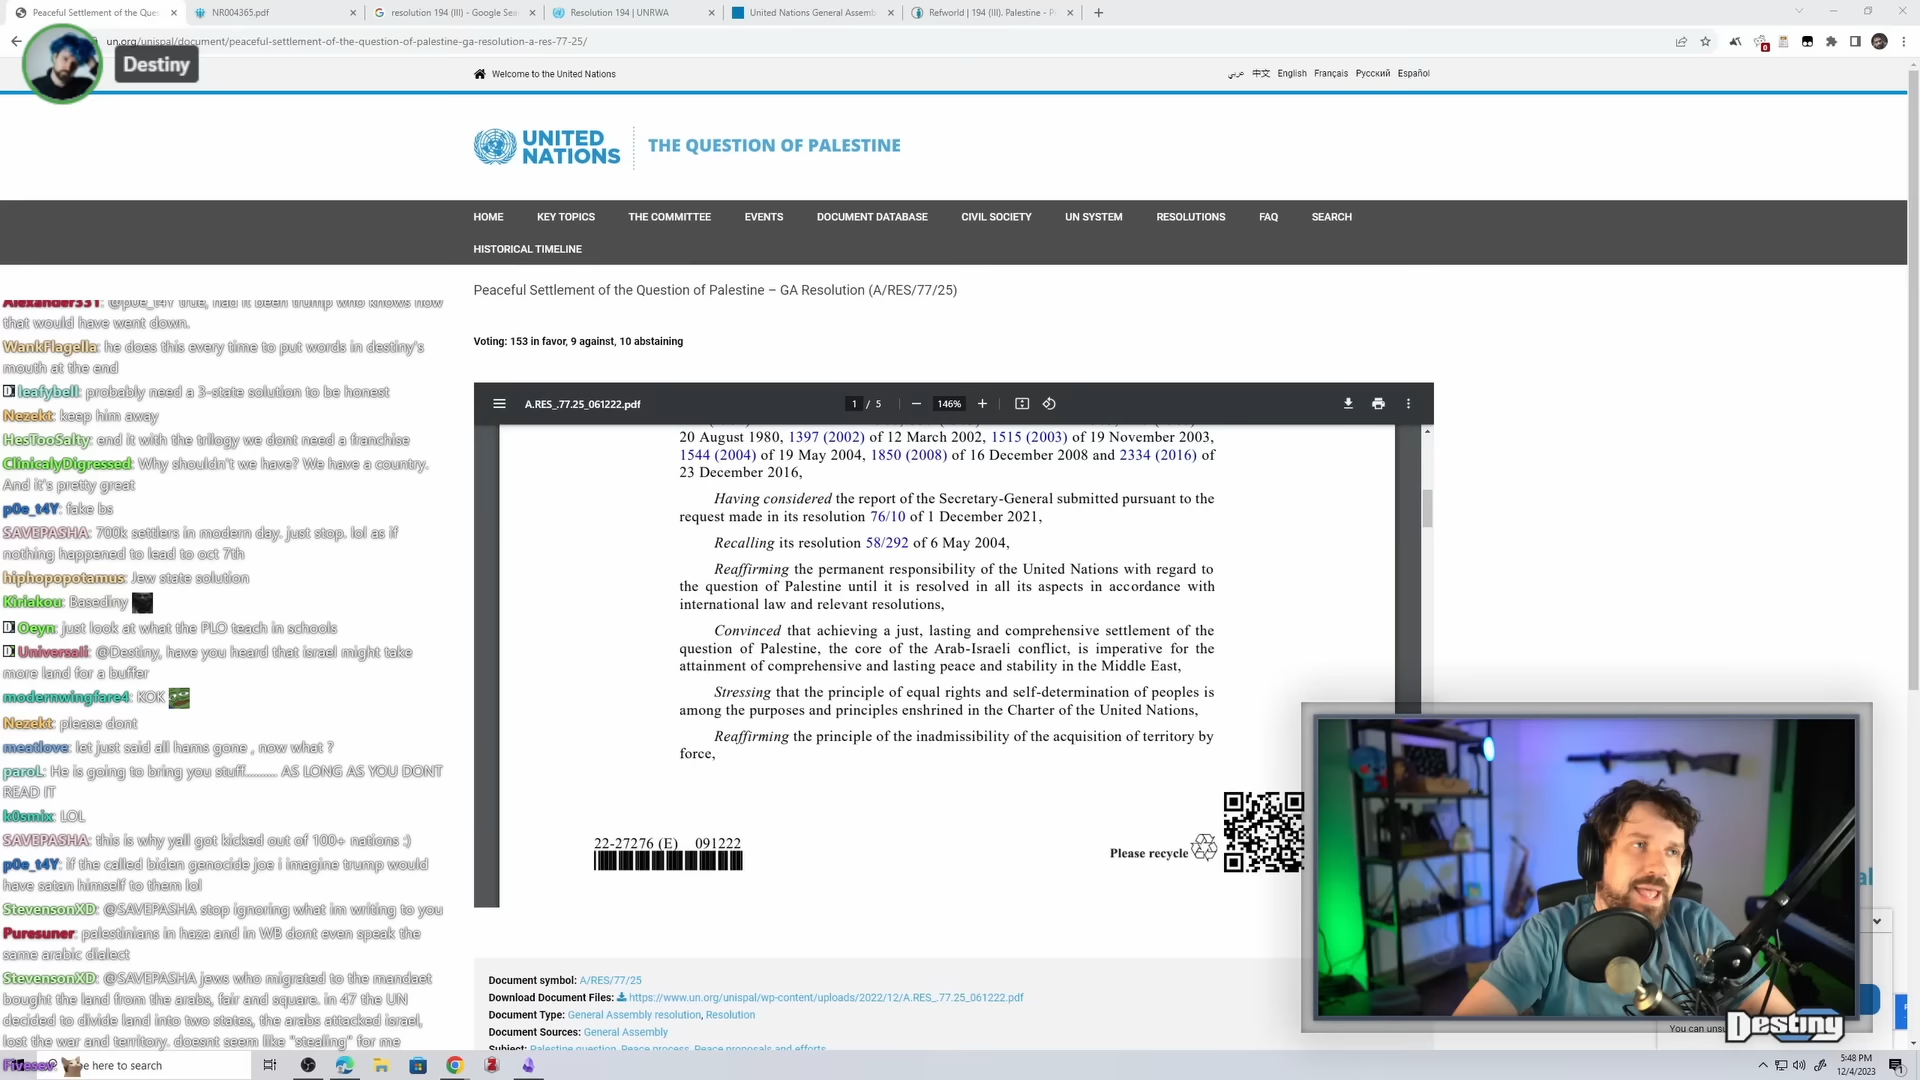 Peaceful Settlement of the Ques
NR004365.pdf
resolution 194 (III) - Google Sea
Resolution 194 | UNRWA
United Nations General Assemb
Refworld | 194 (III). Palestine - P
un.org/unispal/document/peaceful-settlement-of-the-question-of-palestine-ga-resolution-a-res-77-25/
Destiny
Welcome to the United Nations
عربي 中文 English Français Русский Español
UNITED
NATIONS
THE QUESTION OF PALESTINE
HOME KEY TOPICS THE COMMITTEE EVENTS DOCUMENT DATABASE CIVIL SOCIETY UN SYSTEM RESOLUTIONS FAQ SEARCH
HISTORICAL TIMELINE
Peaceful Settlement of the Question of Palestine – GA Resolution (A/RES/77/25)
Voting: 153 in favor, 9 against, 10 abstaining
A.RES_.77.25_061222.pdf
1 / 5
146%
20 August 1980, 1397 (2002) of 12 March 2002, 1515 (2003) of 19 November 2003,
1544 (2004) of 19 May 2004, 1850 (2008) of 16 December 2008 and 2334 (2016) of
23 December 2016,
Having considered the report of the Secretary-General submitted pursuant to the
request made in its resolution 76/10 of 1 December 2021,
Recalling its resolution 58/292 of 6 May 2004,
Reaffirming the permanent responsibility of the United Nations with regard to
the question of Palestine until it is resolved in all its aspects in accordance with
international law and relevant resolutions,
Convinced that achieving a just, lasting and comprehensive settlement of the
question of Palestine, the core of the Arab-Israeli conflict, is imperative for the
attainment of comprehensive and lasting peace and stability in the Middle East,
Stressing that the principle of equal rights and self-determination of peoples is
among the purposes and principles enshrined in the Charter of the United Nations,
Reaffirming the principle of the inadmissibility of the acquisition of territory by
force,
22-27276 (E) 091222
Please recycle
Document symbol: A/RES/77/25
Download Document Files: https://www.un.org/unispal/wp-content/uploads/2022/12/A.RES_.77.25_061222.pdf
Document Type: General Assembly resolution, Resolution
Document Sources: General Assembly
Subject: Palestine question, Peace process, Peace proposals and efforts
Alexander331: @p0e_t4Y true, had it been trump who knows how
that would have went down.
WankFlagella: he does this every time to put words in destiny's
mouth at the end
leafybell: probably need a 3-state solution to be honest
Nezekt: keep him away
HesTooSalty: end it with the trilogy we dont need a franchise
ClinicalyDigressed: Why shouldn't we have? We have a country.
And it's pretty great
p0e_t4Y: fake bs
SAVEPASHA: 700k settlers in modern day. just stop. lol as if
nothing happened to lead to oct 7th
hiphopopotamus: Jew state solution
Kiriakou: Basediny
Oeyn: just look at what the PLO teach in schools
Universali: @Destiny, have you heard that israel might take
more land for a buffer
modernwingfare4: KOK
Nezekt: please dont
meatlove: let just said all hams gone , now what ?
paroL: He is going to bring you stuff.......... AS LONG AS YOU DONT
READ IT
k0smix: LOL
SAVEPASHA: this is why yall got kicked out of 100+ nations :)
p0e_t4Y: if the called biden genocide joe i imagine trump would
have satan himself to them lol
StevensonXD: @SAVEPASHA stop ignoring what im writing to you
Puresuner: palestinians in haza and in WB dont even speak the
same arabic dialect
StevensonXD: @SAVEPASHA jews who migrated to the mandaet
bought the land from the arabs, fair and square. in 47 the UN
decided to divide land into two states, the arabs attacked israel,
lost the war and territory. doesnt seem like "stealing" for me
Fivesev
e here to search
You can unsu
Destiny
5:48 PM
12/4/2023